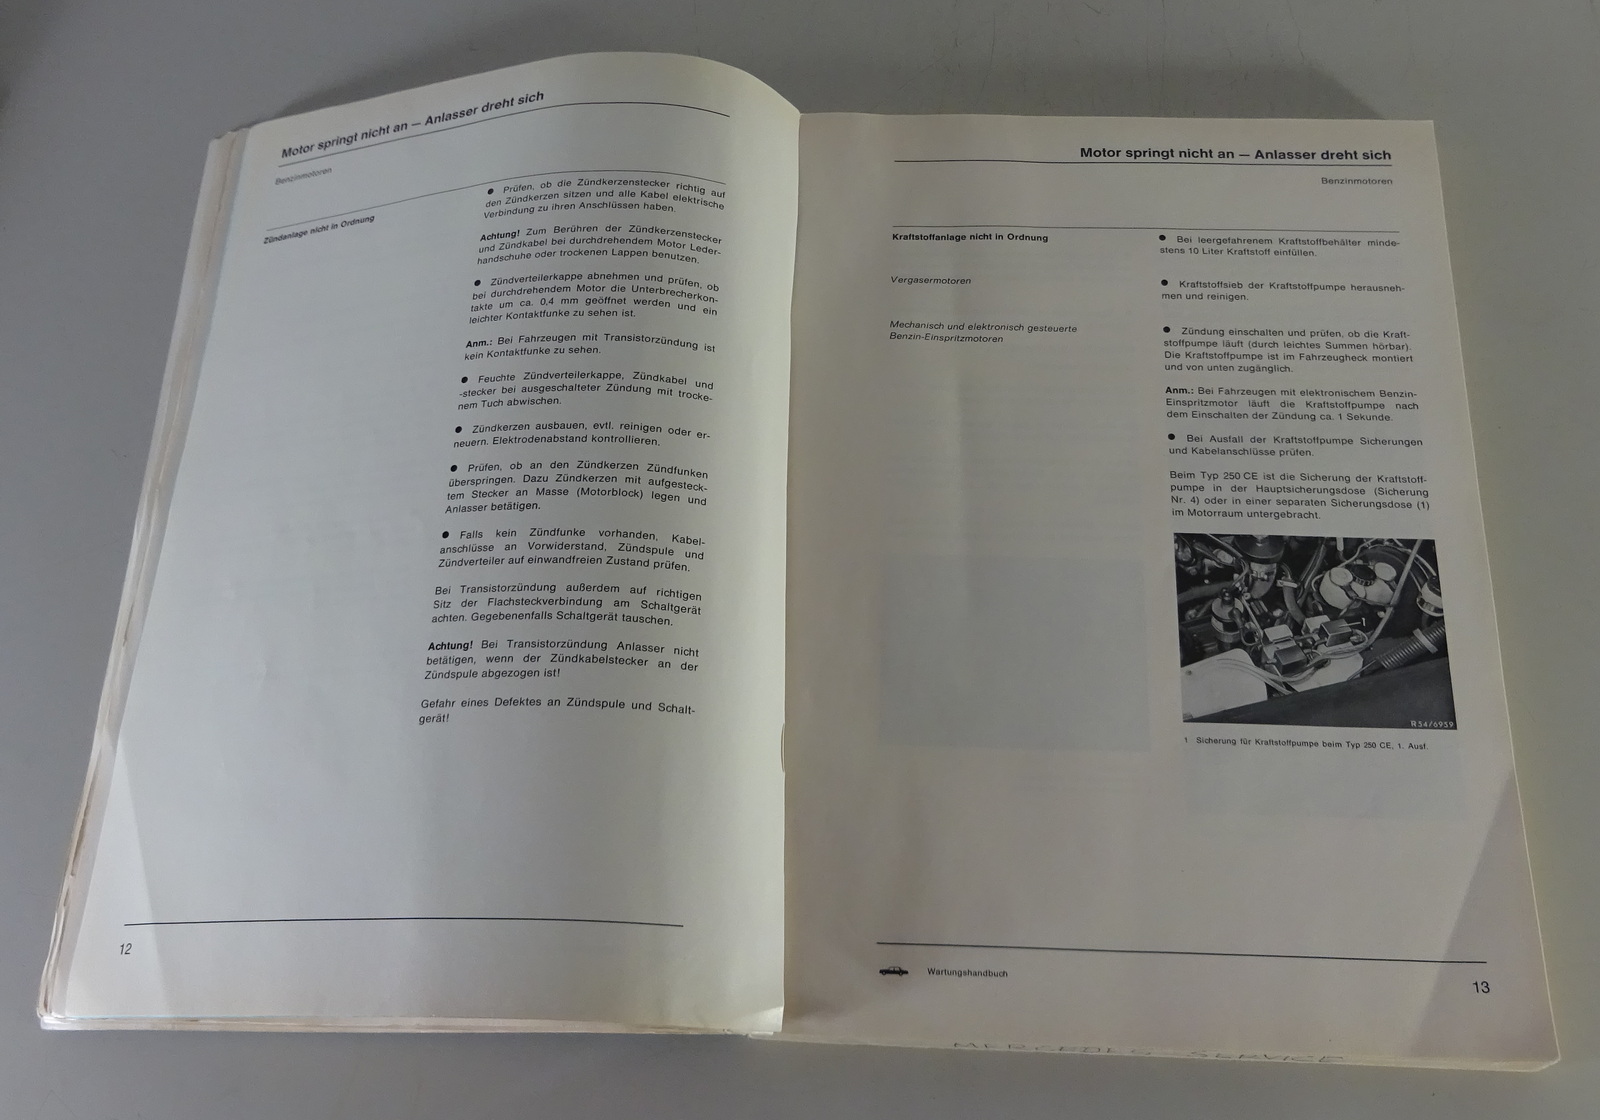 Motor springt nicht an — Anlasser dreht sich
Benzinmotoren
Zündanlage nicht in Ordnung
● Prüfen, ob die Zündkerzenstecker richtig auf
den Zündkerzen sitzen und alle Kabel elektrische
Verbindung zu ihren Anschlüssen haben.
Achtung! Zum Berühren der Zündkerzenstecker
und Zündkabel bei durchdrehendem Motor Leder-
handschuhe oder trockenen Lappen benutzen.
● Zündverteilerkappe abnehmen und prüfen, ob
bei durchdrehendem Motor die Unterbrecherkon-
takte um ca. 0,4 mm geöffnet werden und ein
leichter Kontaktfunke zu sehen ist.
Anm.: Bei Fahrzeugen mit Transistorzündung ist
kein Kontaktfunke zu sehen.
● Feuchte Zündverteilerkappe, Zündkabel und
-stecker bei ausgeschalteter Zündung mit trocke-
nem Tuch abwischen.
● Zündkerzen ausbauen, evtl. reinigen oder er-
neuern. Elektrodenabstand kontrollieren.
● Prüfen, ob an den Zündkerzen Zündfunken
überspringen. Dazu Zündkerzen mit aufgesteck-
tem Stecker an Masse (Motorblock) legen und
Anlasser betätigen.
● Falls kein Zündfunke vorhanden, Kabel-
anschlüsse an Vorwiderstand, Zündspule und
Zündverteiler auf einwandfreien Zustand prüfen.
Bei Transistorzündung außerdem auf richtigen
Sitz der Flachsteckverbindung am Schaltgerät
achten. Gegebenenfalls Schaltgerät tauschen.
Achtung! Bei Transistorzündung Anlasser nicht
betätigen, wenn der Zündkabelstecker an der
Zündspule abgezogen ist!
Gefahr eines Defektes an Zündspule und Schalt-
gerät!
12
Motor springt nicht an — Anlasser dreht sich
Benzinmotoren
Kraftstoffanlage nicht in Ordnung
● Bei leergefahrenem Kraftstoffbehälter minde-
stens 10 Liter Kraftstoff einfüllen.
Vergasermotoren
● Kraftstoffsieb der Kraftstoffpumpe herausneh-
men und reinigen.
Mechanisch und elektronisch gesteuerte
Benzin-Einspritzmotoren
● Zündung einschalten und prüfen, ob die Kraft-
stoffpumpe läuft (durch leichtes Summen hörbar).
Die Kraftstoffpumpe ist im Fahrzeugheck montiert
und von unten zugänglich.
Anm.: Bei Fahrzeugen mit elektronischem Benzin-
Einspritzmotor läuft die Kraftstoffpumpe nach
dem Einschalten der Zündung ca. 1 Sekunde.
● Bei Ausfall der Kraftstoffpumpe Sicherungen
und Kabelanschlüsse prüfen.
Beim Typ 250 CE ist die Sicherung der Kraftstoff-
pumpe in der Hauptsicherungsdose (Sicherung
Nr. 4) oder in einer separaten Sicherungsdose (1)
im Motorraum untergebracht.
R34/6959
1 Sicherung für Kraftstoffpumpe beim Typ 250 CE, 1. Ausf.
Wartungshandbuch
13
MERCEDES SERVICE